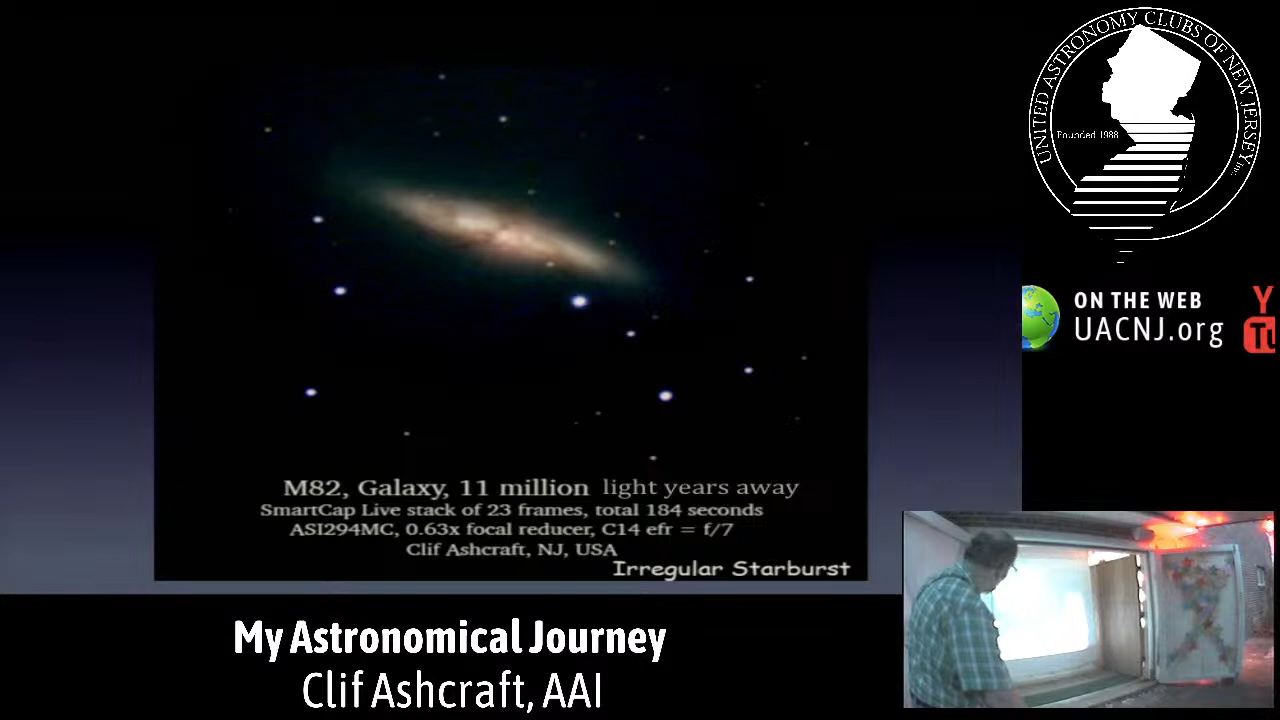 M82, Galaxy, 11 million light years away
SmartCap Live stack of 23 frames, total 184 seconds
ASI294MC, 0.63x focal reducer, C14 efr = f/7
Clif Ashcraft, NJ, USA
Irregular Starburst
My Astronomical Journey
Clif Ashcraft, AAI
UNITED ASTRONOMY CLUBS OF NEW JERSEY, Inc.
Founded 1988
ON THE WEB
UACNJ.org
Y